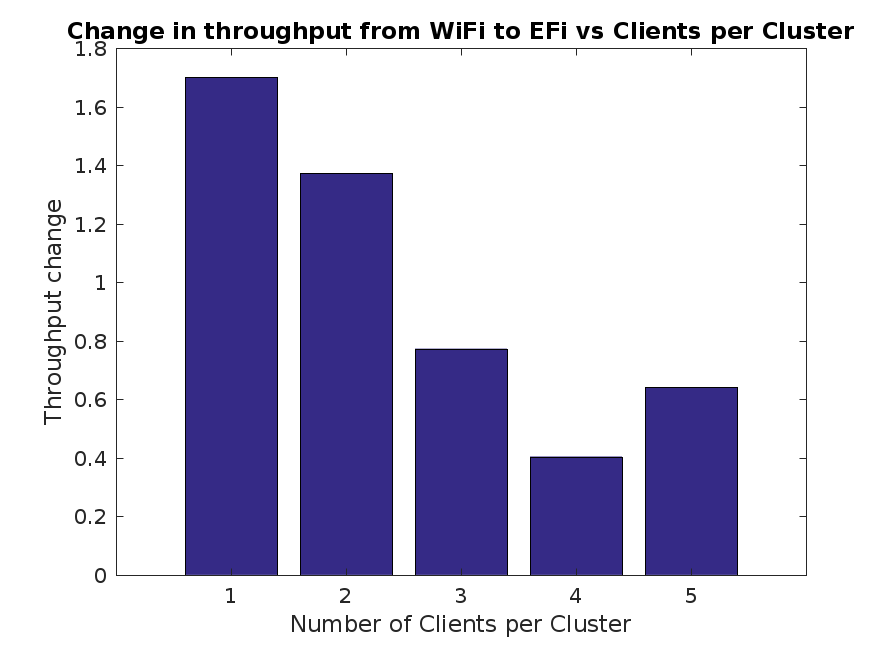 Change in throughput from WiFi to EFi vs Clients per Cluster
1.8
1.6
1.4
1.2
1
0.8
0.6
0.4
0.2
0
Throughput change
1 2 3 4 5
Number of Clients per Cluster